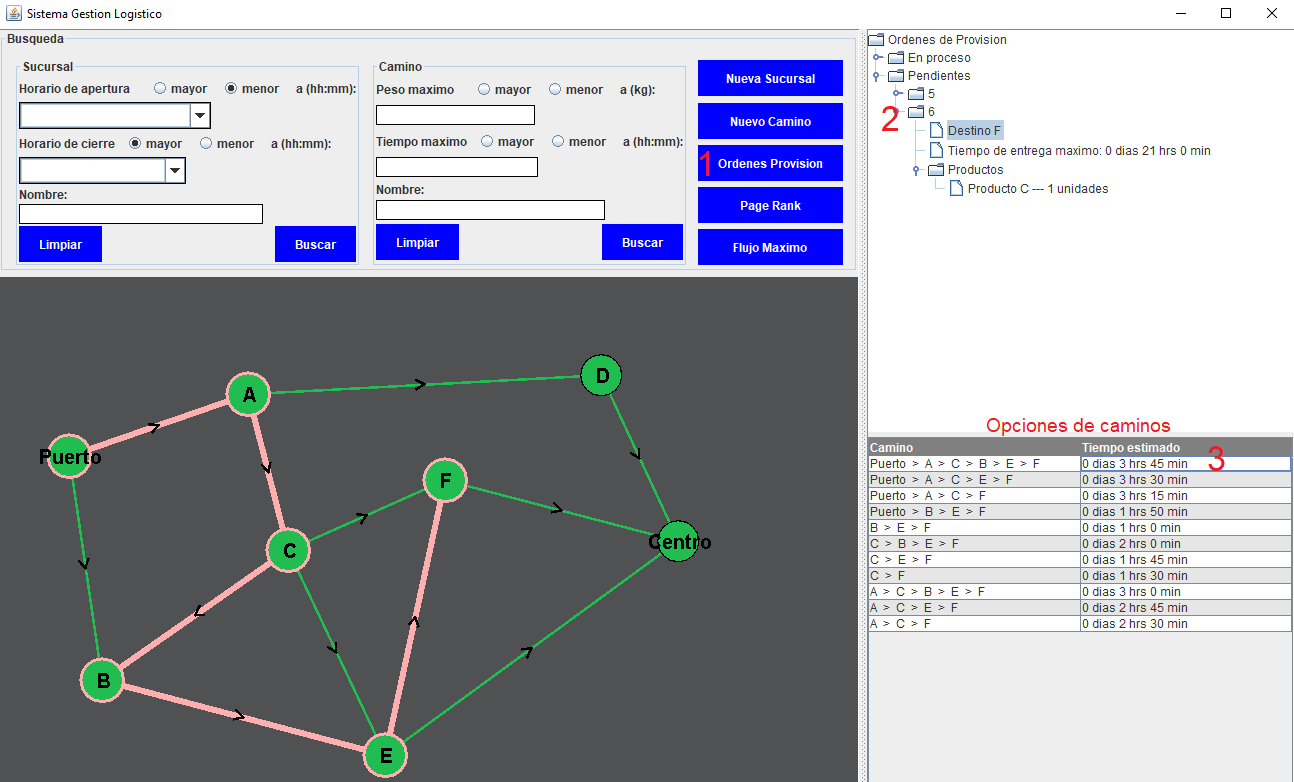 Sistema Gestion Logistico
Busqueda
Sucursal
Horario de apertura mayor menor a (hh:mm):
Horario de cierre mayor menor a (hh:mm):
Nombre:
Limpiar Buscar
Camino
Peso maximo mayor menor a (kg):
Tiempo maximo mayor menor a (hh:mm):
Nombre:
Limpiar Buscar
Nueva Sucursal
Nuevo Camino
1 Ordenes Provision
Page Rank
Flujo Maximo
Ordenes de Provision
En proceso
Pendientes
5
2 6
Destino F
Tiempo de entrega maximo: 0 dias 21 hrs 0 min
Productos
Producto C --- 1 unidades
A
D
Puerto
F
C
Centro
B
E
Opciones de caminos
Camino Tiempo estimado
Puerto > A > C > B > E > F 0 dias 3 hrs 45 min 3
Puerto > A > C > E > F 0 dias 3 hrs 30 min
Puerto > A > C > F 0 dias 3 hrs 15 min
Puerto > B > E > F 0 dias 1 hrs 50 min
B > E > F 0 dias 1 hrs 0 min
C > B > E > F 0 dias 2 hrs 0 min
C > E > F 0 dias 1 hrs 45 min
C > F 0 dias 1 hrs 30 min
A > C > B > E > F 0 dias 3 hrs 0 min
A > C > E > F 0 dias 2 hrs 45 min
A > C > F 0 dias 2 hrs 30 min